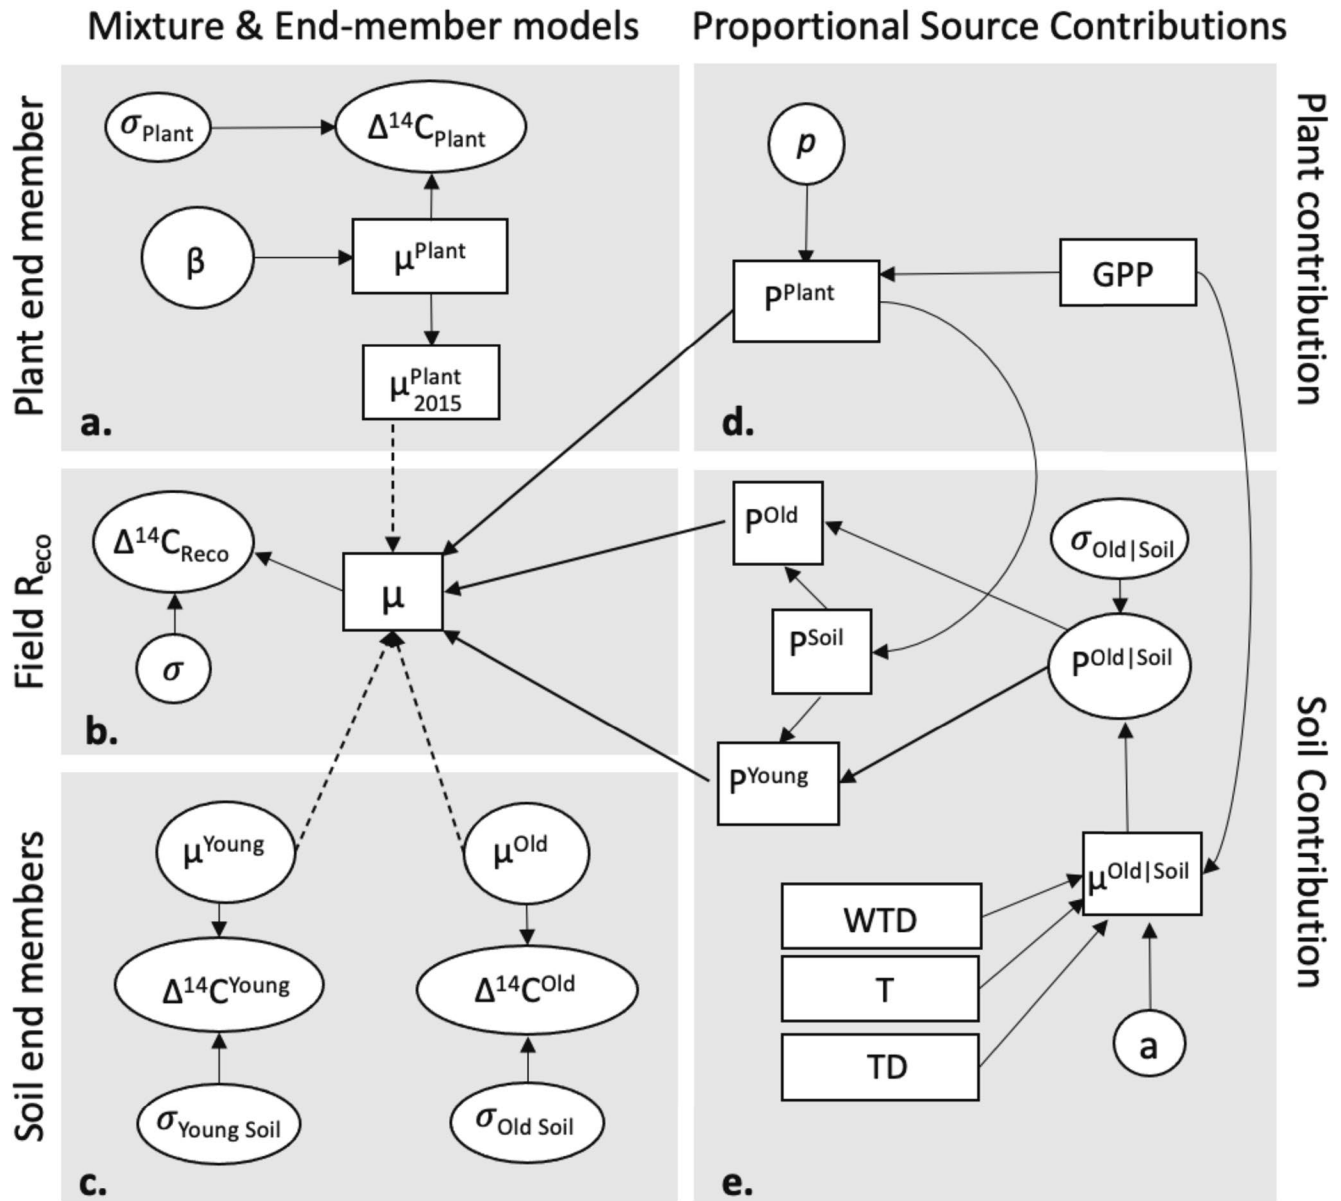 Mixture & End-member models
Proportional Source Contributions
Plant end member
σPlant
Δ¹⁴CPlant
β
μPlant
μPlant 2015
a.
Field Reco
Δ¹⁴CReco
μ
σ
b.
Soil end members
μYoung
μOld
Δ¹⁴CYoung
Δ¹⁴COld
σYoung Soil
σOld Soil
c.
Plant contribution
p
PPlant
GPP
d.
Soil Contribution
POld
σOld|Soil
PSoil
POld|Soil
PYoung
μOld|Soil
WTD
T
TD
a
e.